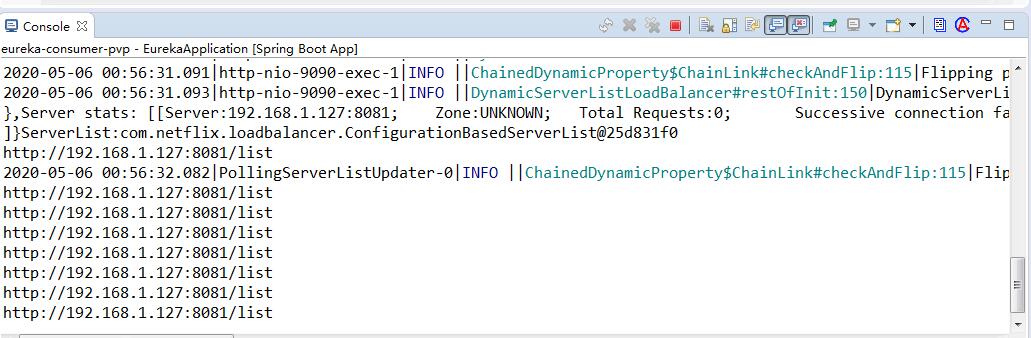 Console
eureka-consumer-pvp - EurekaApplication [Spring Boot App]
2020-05-06 00:56:31.091|http-nio-9090-exec-1|INFO ||ChainedDynamicProperty$ChainLink#checkAndFlip:115|Flipping p
2020-05-06 00:56:31.093|http-nio-9090-exec-1|INFO ||DynamicServerListLoadBalancer#restOfInit:150|DynamicServerLi
},Server stats: [[Server:192.168.1.127:8081;    Zone:UNKNOWN;   Total Requests:0;       Successive connection fa
]}ServerList:com.netflix.loadbalancer.ConfigurationBasedServerList@25d831f0
http://192.168.1.127:8081/list
2020-05-06 00:56:32.082|PollingServerListUpdater-0|INFO ||ChainedDynamicProperty$ChainLink#checkAndFlip:115|Flip
http://192.168.1.127:8081/list
http://192.168.1.127:8081/list
http://192.168.1.127:8081/list
http://192.168.1.127:8081/list
http://192.168.1.127:8081/list
http://192.168.1.127:8081/list
http://192.168.1.127:8081/list